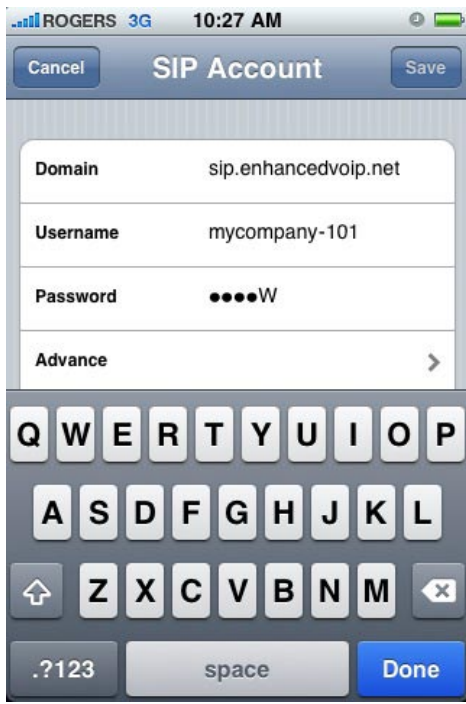 ROGERS 3G 10:27 AM
Cancel SIP Account Save
Domain sip.enhancedvoip.net
Username mycompany-101
Password ●●●●W
Advance
Q W E R T Y U I O P
A S D F G H J K L
Z X C V B N M
.?123 space Done